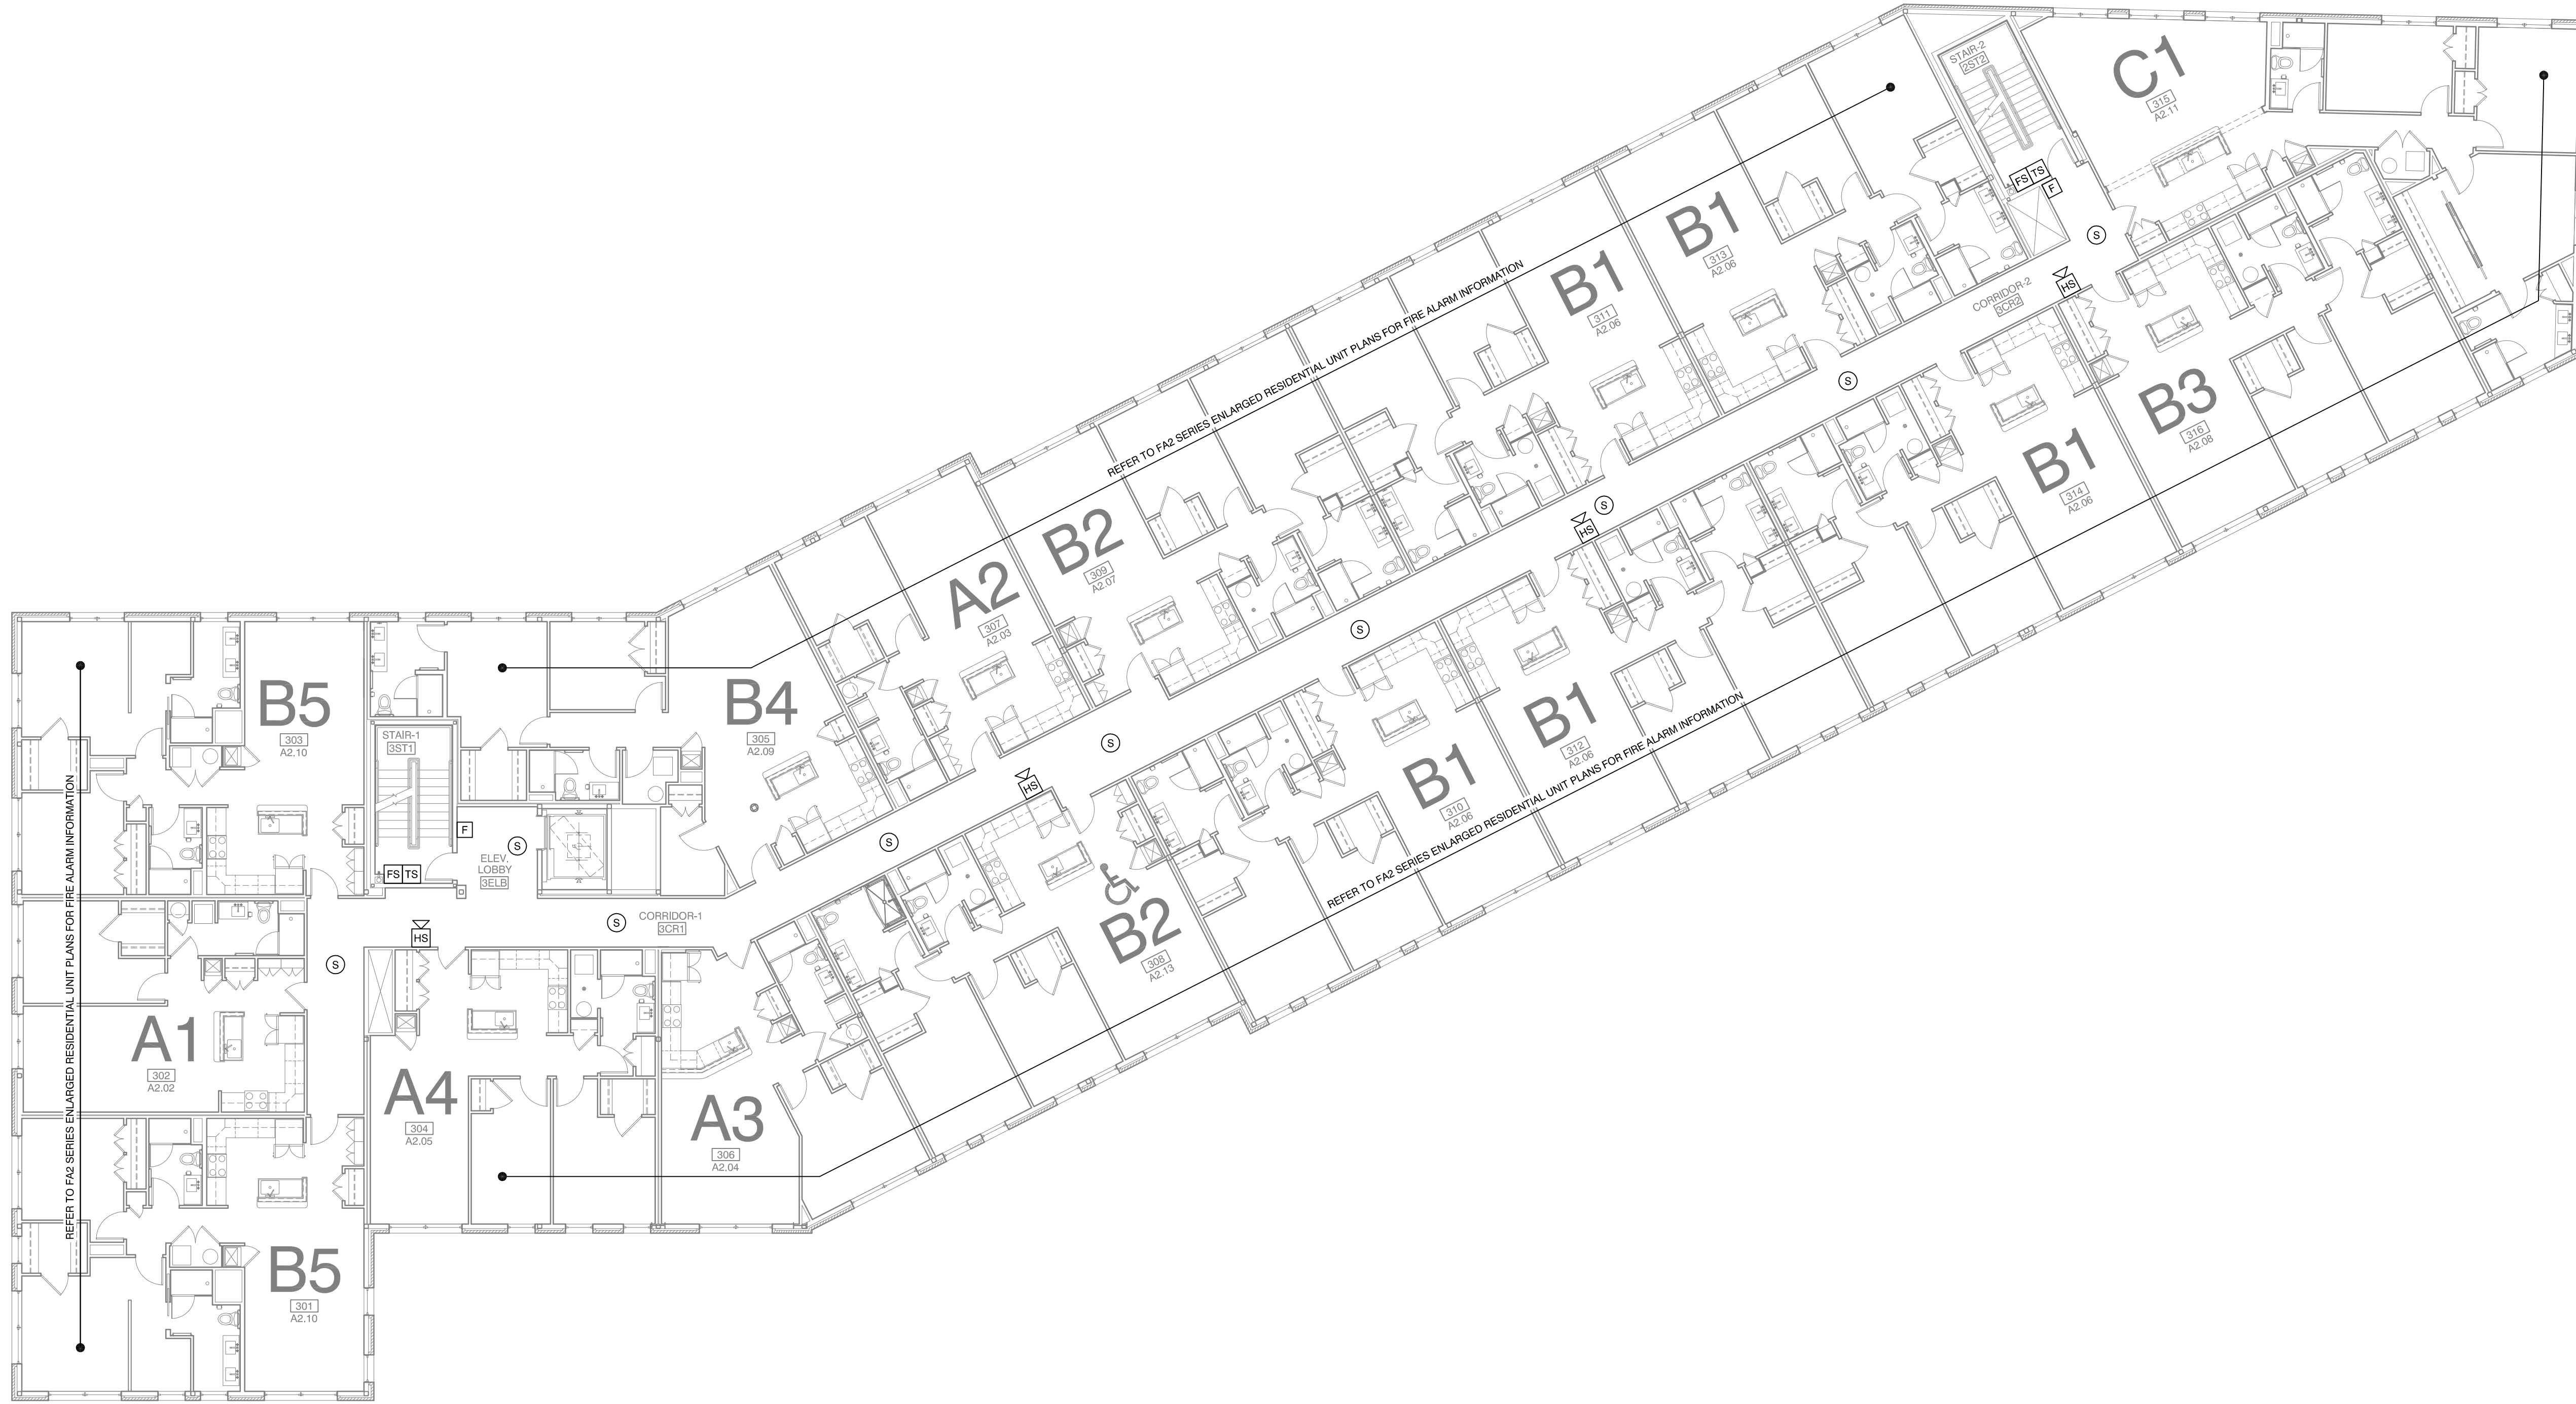 STAIR-2
2ST2
C1
315
A2.11
FS TS
F
S
HS
CORRIDOR-2
3CR2
B1
313
A2.06
B1
311
A2.06
S
REFER TO FA2 SERIES ENLARGED RESIDENTIAL UNIT PLANS FOR FIRE ALARM INFORMATION
B3
316
A2.08
B1
314
A2.06
S
HS
B2
309
A2.07
A2
307
A2.03
S
B1
312
A2.06
B1
310
A2.06
REFER TO FA2 SERIES ENLARGED RESIDENTIAL UNIT PLANS FOR FIRE ALARM INFORMATION
S
HS
B4
305
A2.09
S
B2
308
A2.13
B5
303
A2.10
STAIR-1
3ST1
F
S
FS TS
ELEV.
LOBBY
3ELB
S
CORRIDOR-1
3CR1
HS
S
REFER TO FA2 SERIES ENLARGED RESIDENTIAL UNIT PLANS FOR FIRE ALARM INFORMATION
A1
302
A2.02
A4
304
A2.05
A3
306
A2.04
B5
301
A2.10